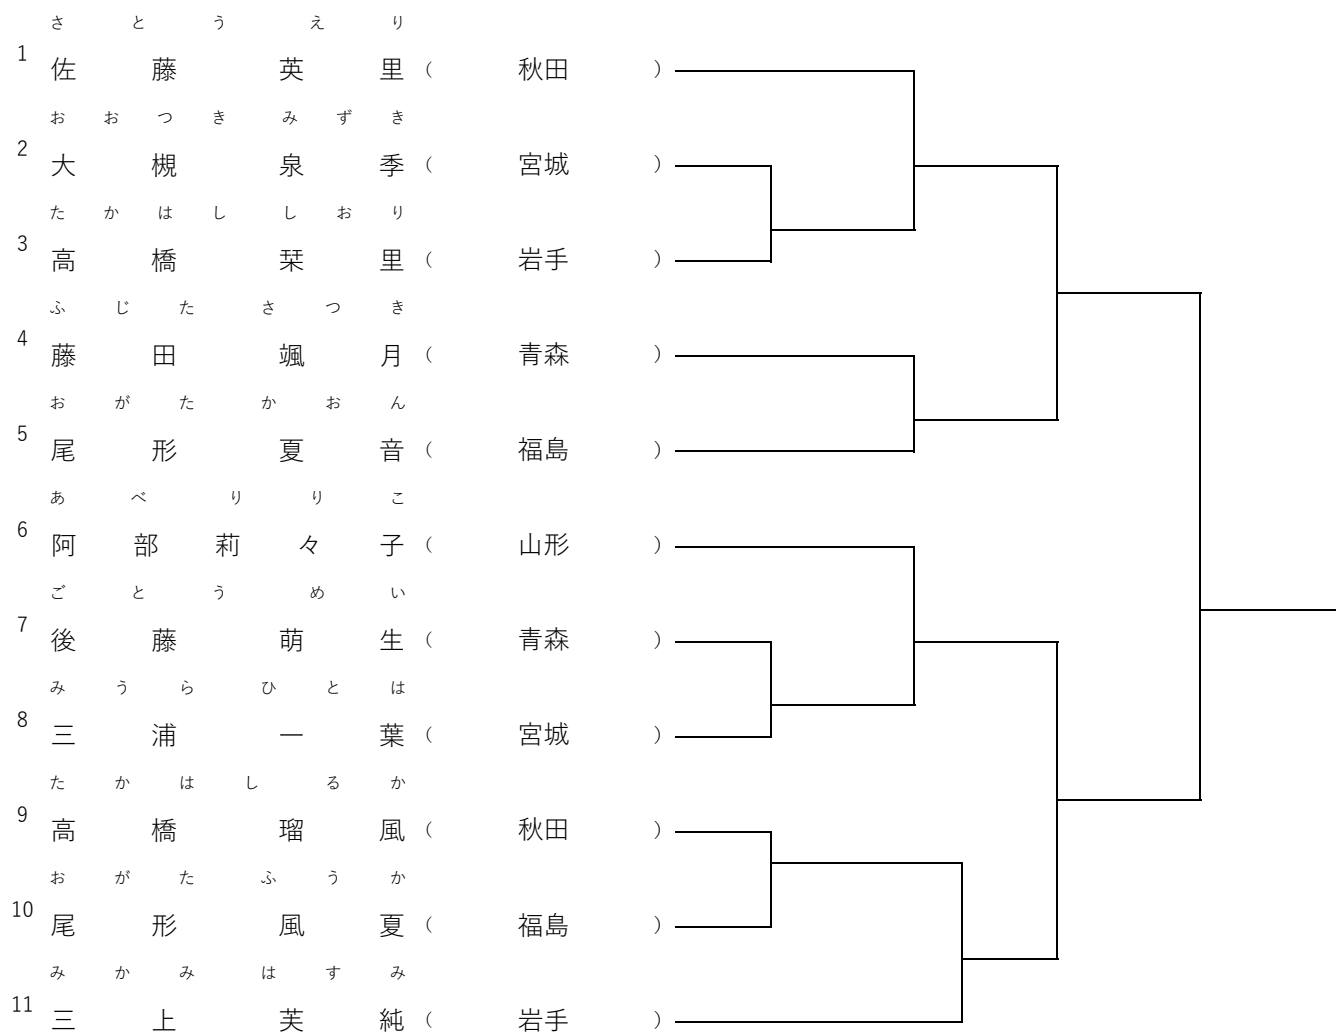 さとうえり
1 佐藤英里（秋田）
おおつきみずき
2 大槻泉季（宮城）
たかはししおり
3 高橋栞里（岩手）
ふじたさつき
4 藤田颯月（青森）
おがたかおん
5 尾形夏音（福島）
あべりりこ
6 阿部莉々子（山形）
ごとうめい
7 後藤萌生（青森）
みうらひとは
8 三浦一葉（宮城）
たかはしるか
9 高橋瑠風（秋田）
おがたふうか
10 尾形風夏（福島）
みかみはすみ
11 三上芙純（岩手）